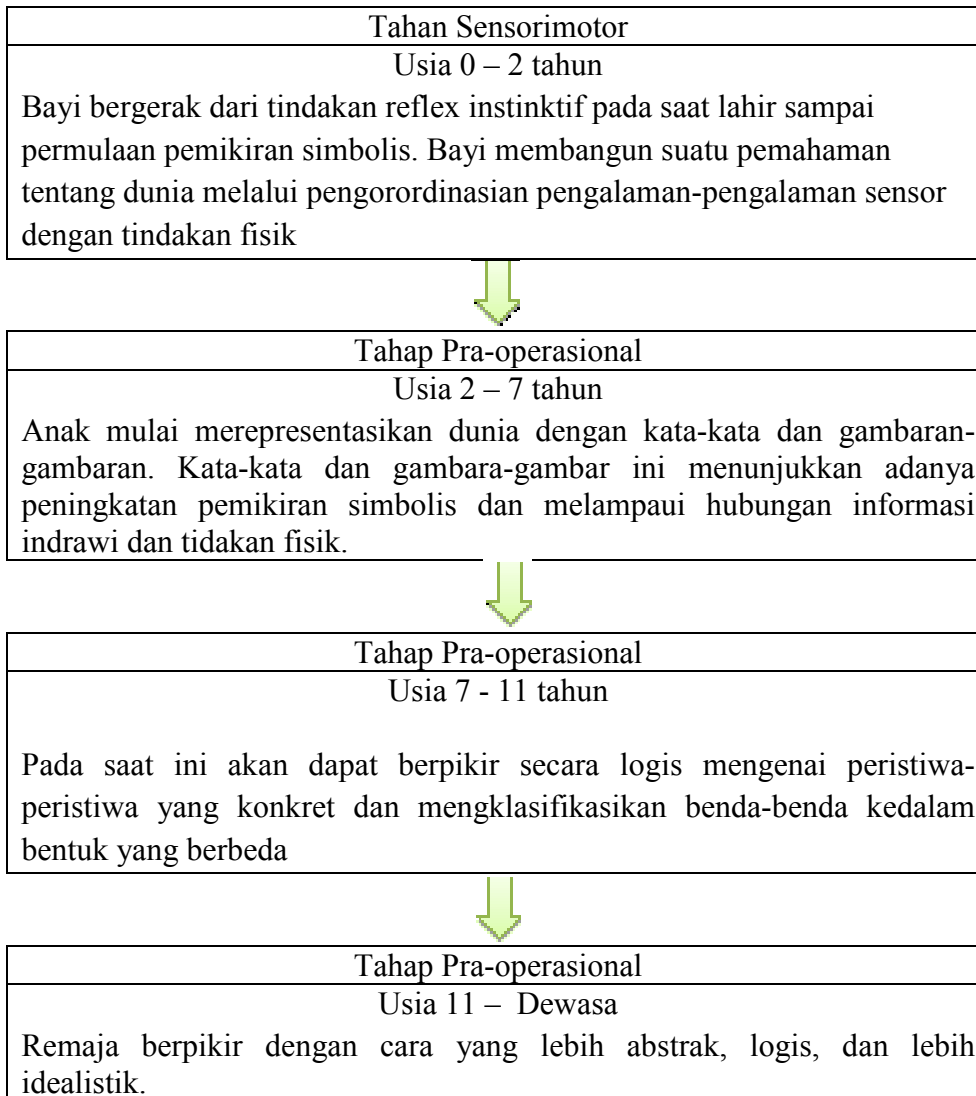 Tahan Sensorimotor
Usia 0 – 2 tahun
Bayi bergerak dari tindakan reflex instinktif pada saat lahir sampai
permulaan pemikiran simbolis. Bayi membangun suatu pemahaman
tentang dunia melalui pengorordinasian pengalaman-pengalaman sensor
dengan tindakan fisik
Tahap Pra-operasional
Usia 2 – 7 tahun
Anak mulai merepresentasikan dunia dengan kata-kata dan gambaran-
gambaran. Kata-kata dan gambara-gambar ini menunjukkan adanya
peningkatan pemikiran simbolis dan melampaui hubungan informasi
indrawi dan tidakan fisik.
Tahap Pra-operasional
Usia 7 - 11 tahun
Pada saat ini akan dapat berpikir secara logis mengenai peristiwa-
peristiwa yang konkret dan mengklasifikasikan benda-benda kedalam
bentuk yang berbeda
Tahap Pra-operasional
Usia 11 – Dewasa
Remaja berpikir dengan cara yang lebih abstrak, logis, dan lebih
idealistik.